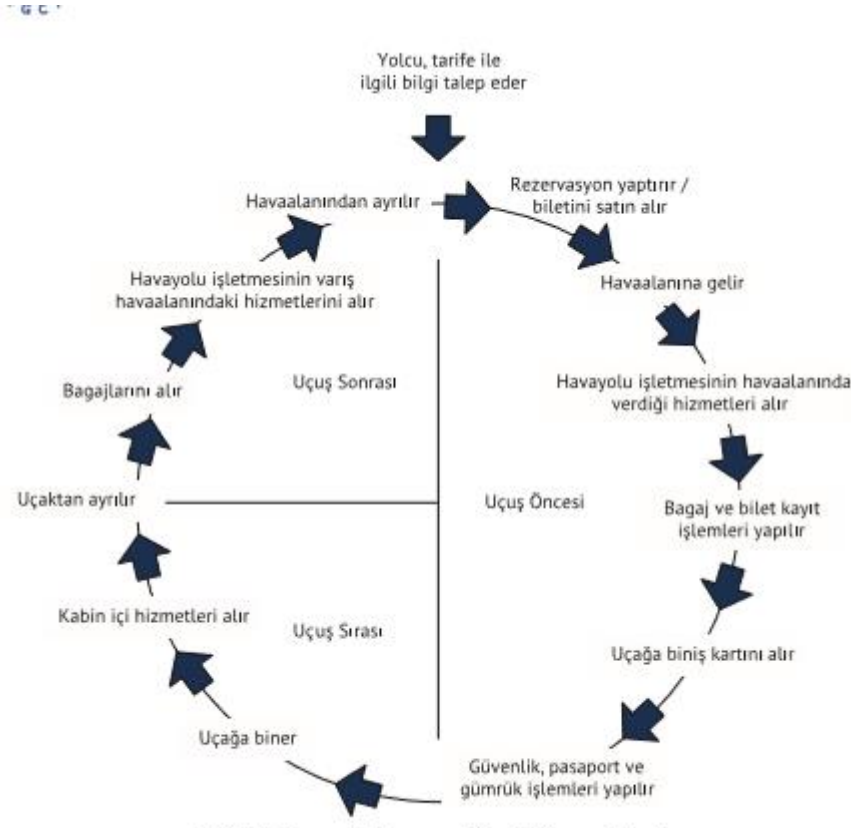 Yolcu, tarife ile
ilgili bilgi talep eder
Rezervasyon yaptırır /
biletini satın alır
Havaalanına gelir
Havayolu işletmesinin havaalanında
verdiği hizmetleri alır
Bagaj ve bilet kayıt
işlemleri yapılır
Uçağa biniş kartını alır
Güvenlik, pasaport ve
gümrük işlemleri yapılır
Uçağa biner
Kabin içi hizmetleri alır
Uçaktan ayrılır
Bagajlarını alır
Havayolu işletmesinin varış
havaalanındaki hizmetlerini alır
Havaalanından ayrılır
Uçuş Sonrası
Uçuş Öncesi
Uçuş Sırası